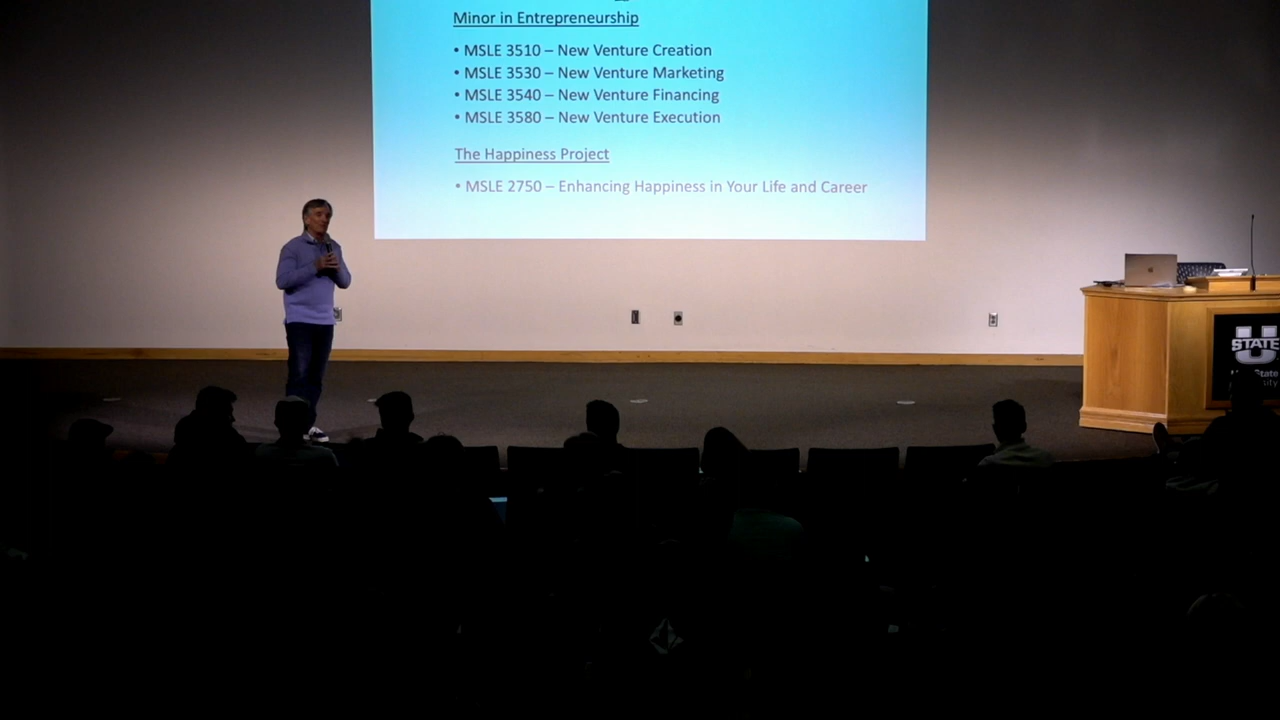 Minor in Entrepreneurship
• MSLE 3510 – New Venture Creation
• MSLE 3530 – New Venture Marketing
• MSLE 3540 – New Venture Financing
• MSLE 3580 – New Venture Execution
The Happiness Project
• MSLE 2750 – Enhancing Happiness in Your Life and Career
STATE
State